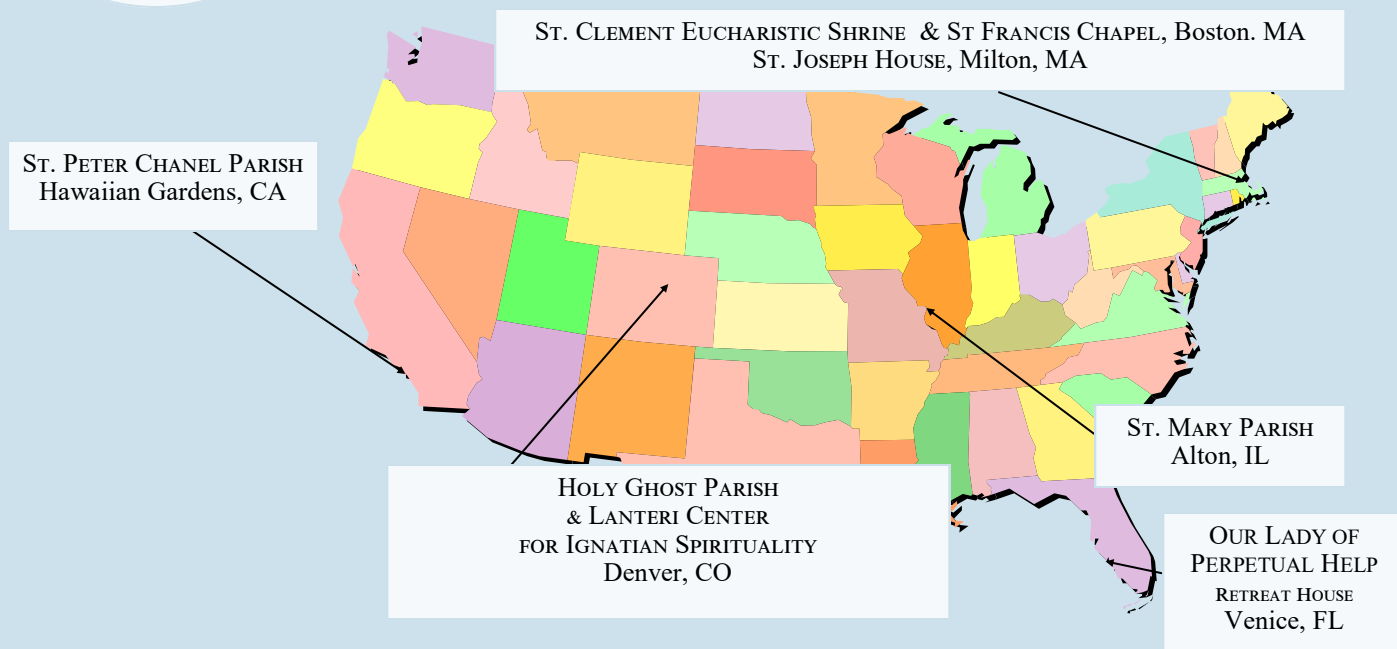 St. Clement Eucharistic Shrine & St Francis Chapel, Boston. MA
St. Joseph House, Milton, MA
St. Peter Chanel Parish
Hawaiian Gardens, CA
St. Mary Parish
Alton, IL
Holy Ghost Parish
& Lanteri Center
for Ignatian Spirituality
Denver, CO
Our Lady of
Perpetual Help
Retreat House
Venice, FL